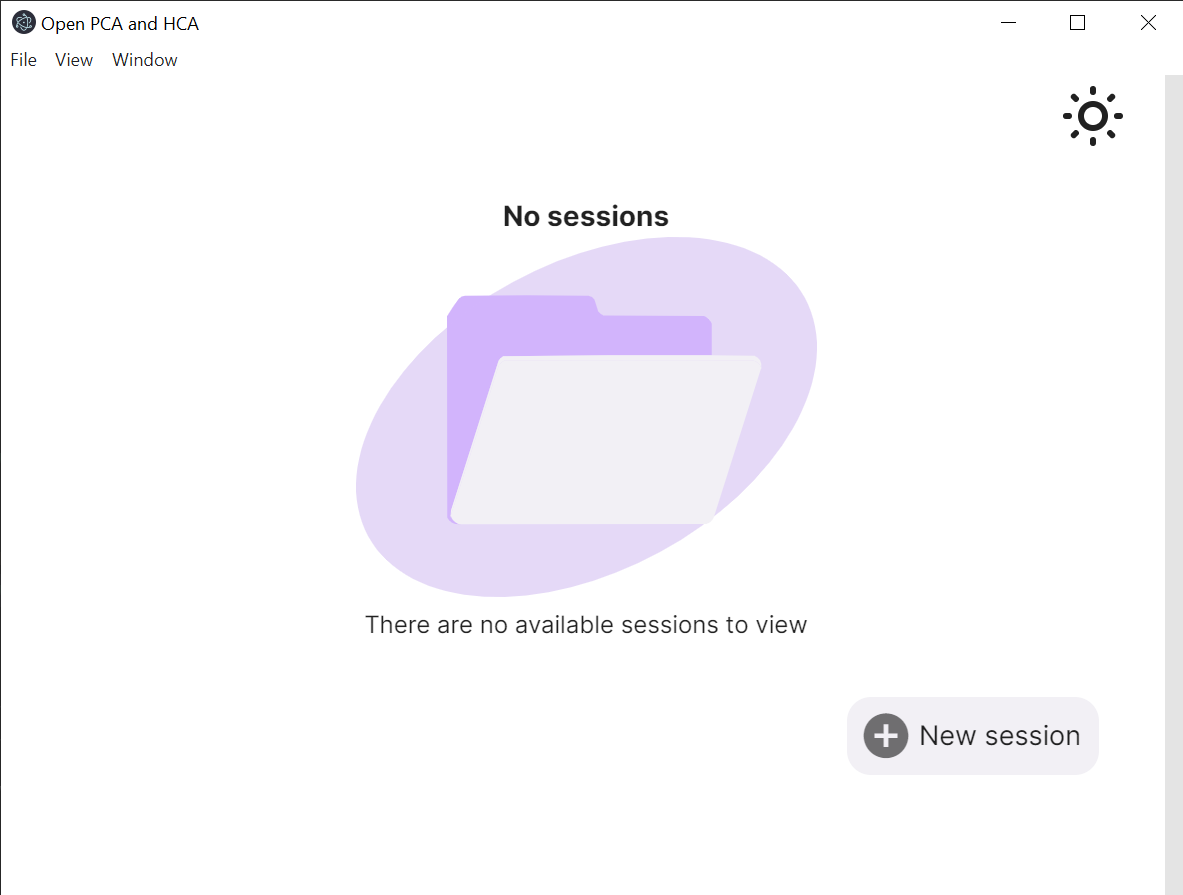 Open PCA and HCA
File View Window
No sessions
There are no available sessions to view
New session